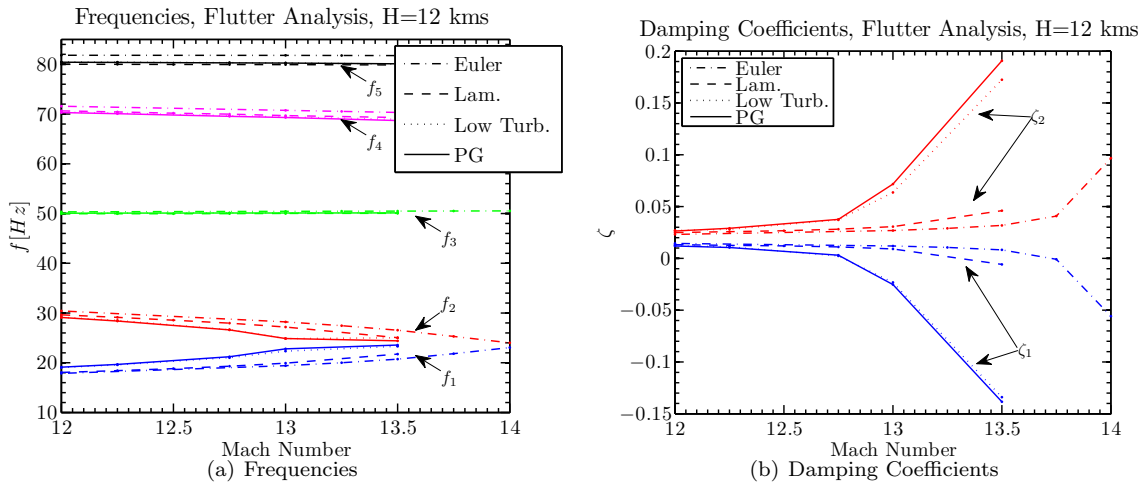 Frequencies, Flutter Analysis, H=12 kms
80
70
60
50
40
30
20
10
f [Hz]
12
12.5
13
13.5
14
Mach Number
Euler
Lam.
Low Turb.
PG
f5
f4
f3
f2
f1
(a) Frequencies
Damping Coefficients, Flutter Analysis, H=12 kms
0.2
0.15
0.1
0.05
0
−0.05
−0.1
−0.15
ζ
12
12.5
13
13.5
14
Mach Number
Euler
Lam.
Low Turb.
PG
ζ2
ζ1
(b) Damping Coefficients